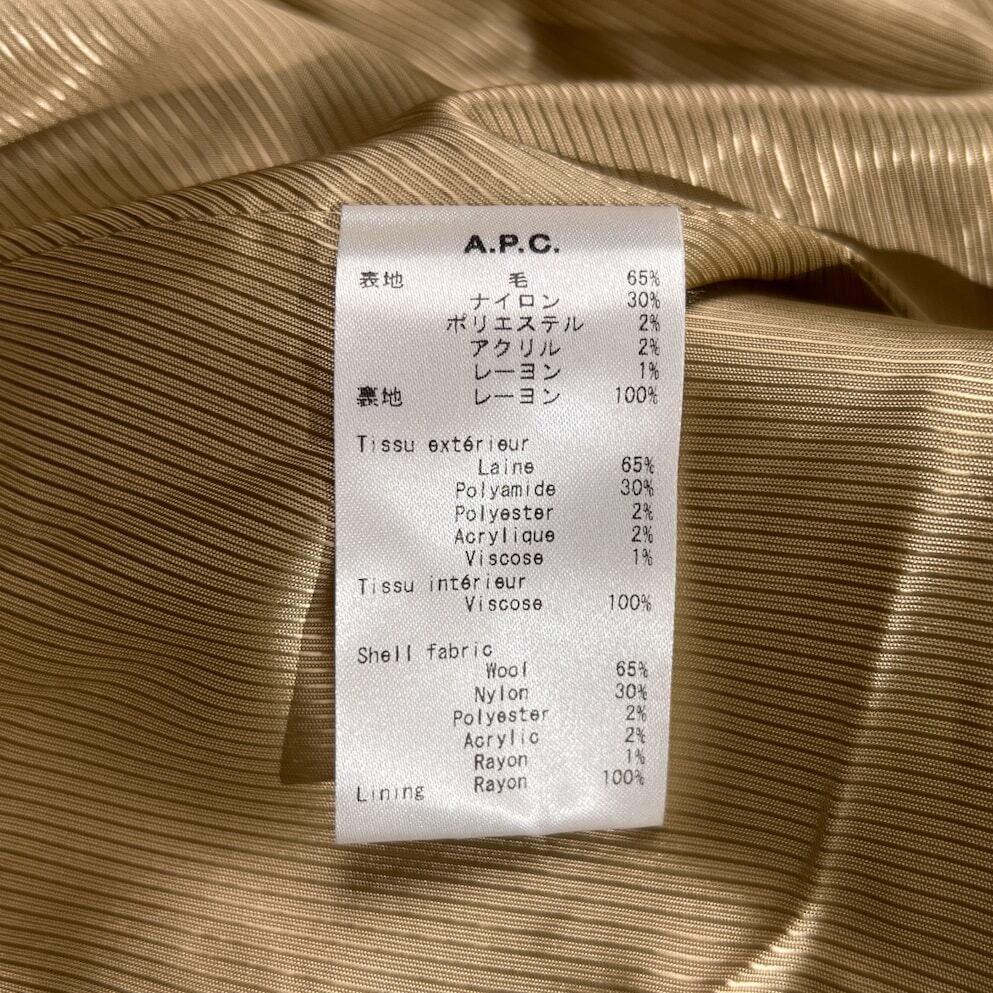 A.P.C.
表地 毛 65%
ナイロン 30%
ポリエステル 2%
アクリル 2%
レーヨン 1%
裏地 レーヨン 100%
Tissu extérieur
Laine 65%
Polyamide 30%
Polyester 2%
Acrylique 2%
Viscose 1%
Tissu intérieur
Viscose 100%
Shell fabric
Wool 65%
Nylon 30%
Polyester 2%
Acrylic 2%
Rayon 1%
Lining Rayon 100%